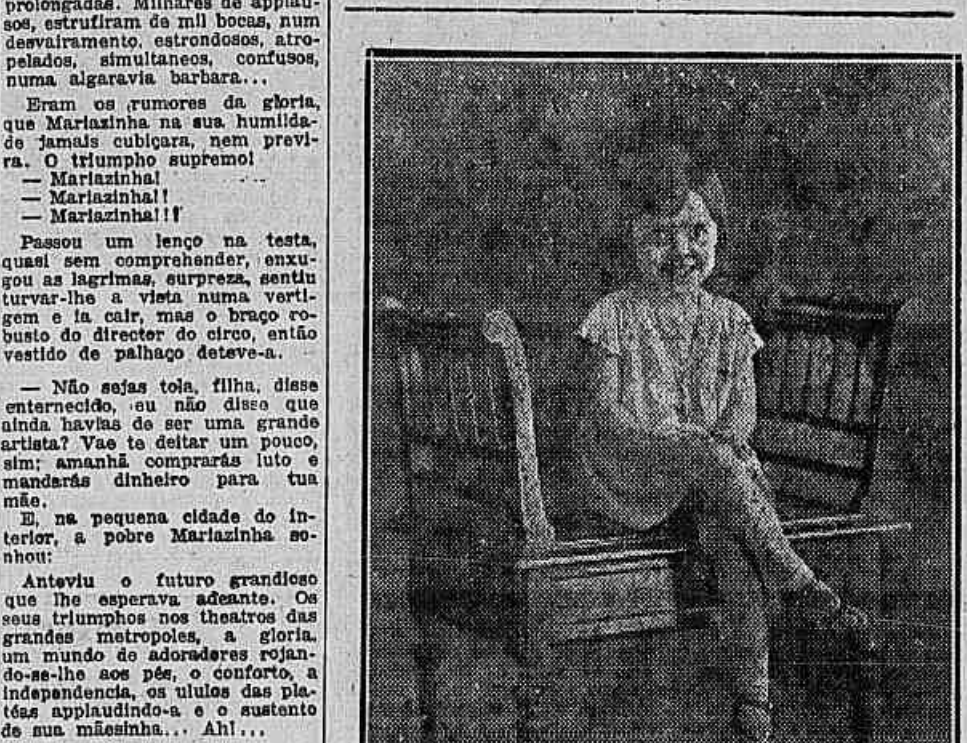 prolongadas. Milhares de applau-
sos, estrugiram de mil bocas, num
desvairamento, estrondosos, atro-
pelados, simultaneos, confusos,
numa algaravia barbara...
Eram os rumores da gloria,
que Mariazinha na sua humilda-
de jamais cubiçara, nem previ-
ra. O triumpho supremo!
— Mariazinha!
— Mariazinha!!
— Mariazinha!!!
Passou um lenço na testa,
quasi sem comprehender, enxu-
gou as lagrimas, surpreza, sentiu
turvar-lhe a vista numa verti-
gem e ia cair, mas o braço ro-
busto do director do circo, então
vestido de palhaço deteve-a.
— Não sejas tola, filha, disse
enternecido, eu não disse que
ainda havias de ser uma grande
artista? Vae te deitar um pouco,
sim; amanhã comprarás luto e
mandarás dinheiro para tua
mãe.
E, na pequena cidade do in-
terior, a pobre Mariazinha so-
nhou:
Anteviu o futuro grandioso
que lhe esperava adeante. Os
seus triumphos nos theatros das
grandes metropoles, a gloria,
um mundo de adoradores rojan-
do-se-lhe aos pés, o conforto, a
independencia, os ululos das pla-
téas applaudindo-a e o sustento
de sua mãesinha... Ah!...